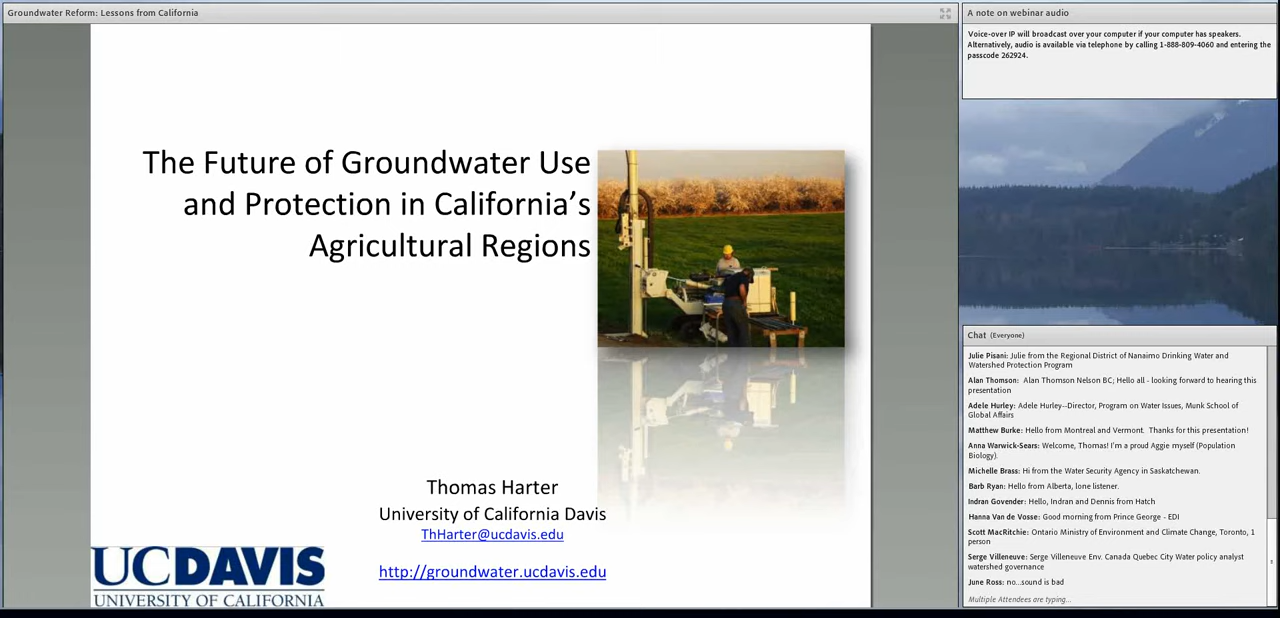 Groundwater Reform: Lessons from California
The Future of Groundwater Use
and Protection in California's
Agricultural Regions
Thomas Harter
University of California Davis
ThHarter@ucdavis.edu
http://groundwater.ucdavis.edu
UCDAVIS
UNIVERSITY OF CALIFORNIA
A note on webinar audio
Voice-over IP will broadcast over your computer if your computer has speakers.
Alternatively, audio is available via telephone by calling 1-888-809-4060 and entering the
passcode 262924.
Chat (Everyone)
Julie Pisani: Julie from the Regional District of Nanaimo Drinking Water and
Watershed Protection Program
Alan Thomson: Alan Thomson Nelson BC; Hello all - looking forward to hearing this
presentation
Adele Hurley: Adele Hurley--Director, Program on Water Issues, Munk School of
Global Affairs
Matthew Burke: Hello from Montreal and Vermont. Thanks for this presentation!
Anna Warwick-Sears: Welcome, Thomas! I'm a proud Aggie myself (Population
Biology).
Michelle Brass: Hi from the Water Security Agency in Saskatchewan.
Barb Ryan: Hello from Alberta, lone listener.
Indran Govender: Hello, Indran and Dennis from Hatch
Hanna Van de Vosse: Good morning from Prince George - EDI
Scott MacRitchie: Ontario Ministry of Environment and Climate Change, Toronto, 1
person
Serge Villeneuve: Serge Villeneuve Env. Canada Quebec City Water policy analyst
watershed governance
June Ross: no...sound is bad
Multiple Attendees are typing...